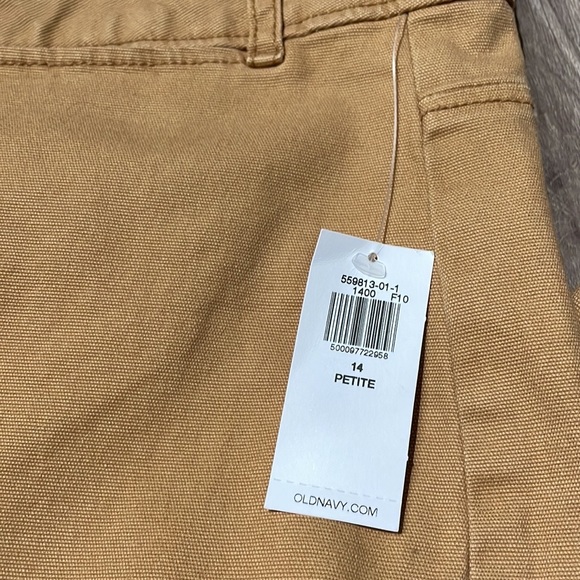 559813-01-1
1400 F10
500097722958
14
PETITE
OLDNAVY.COM